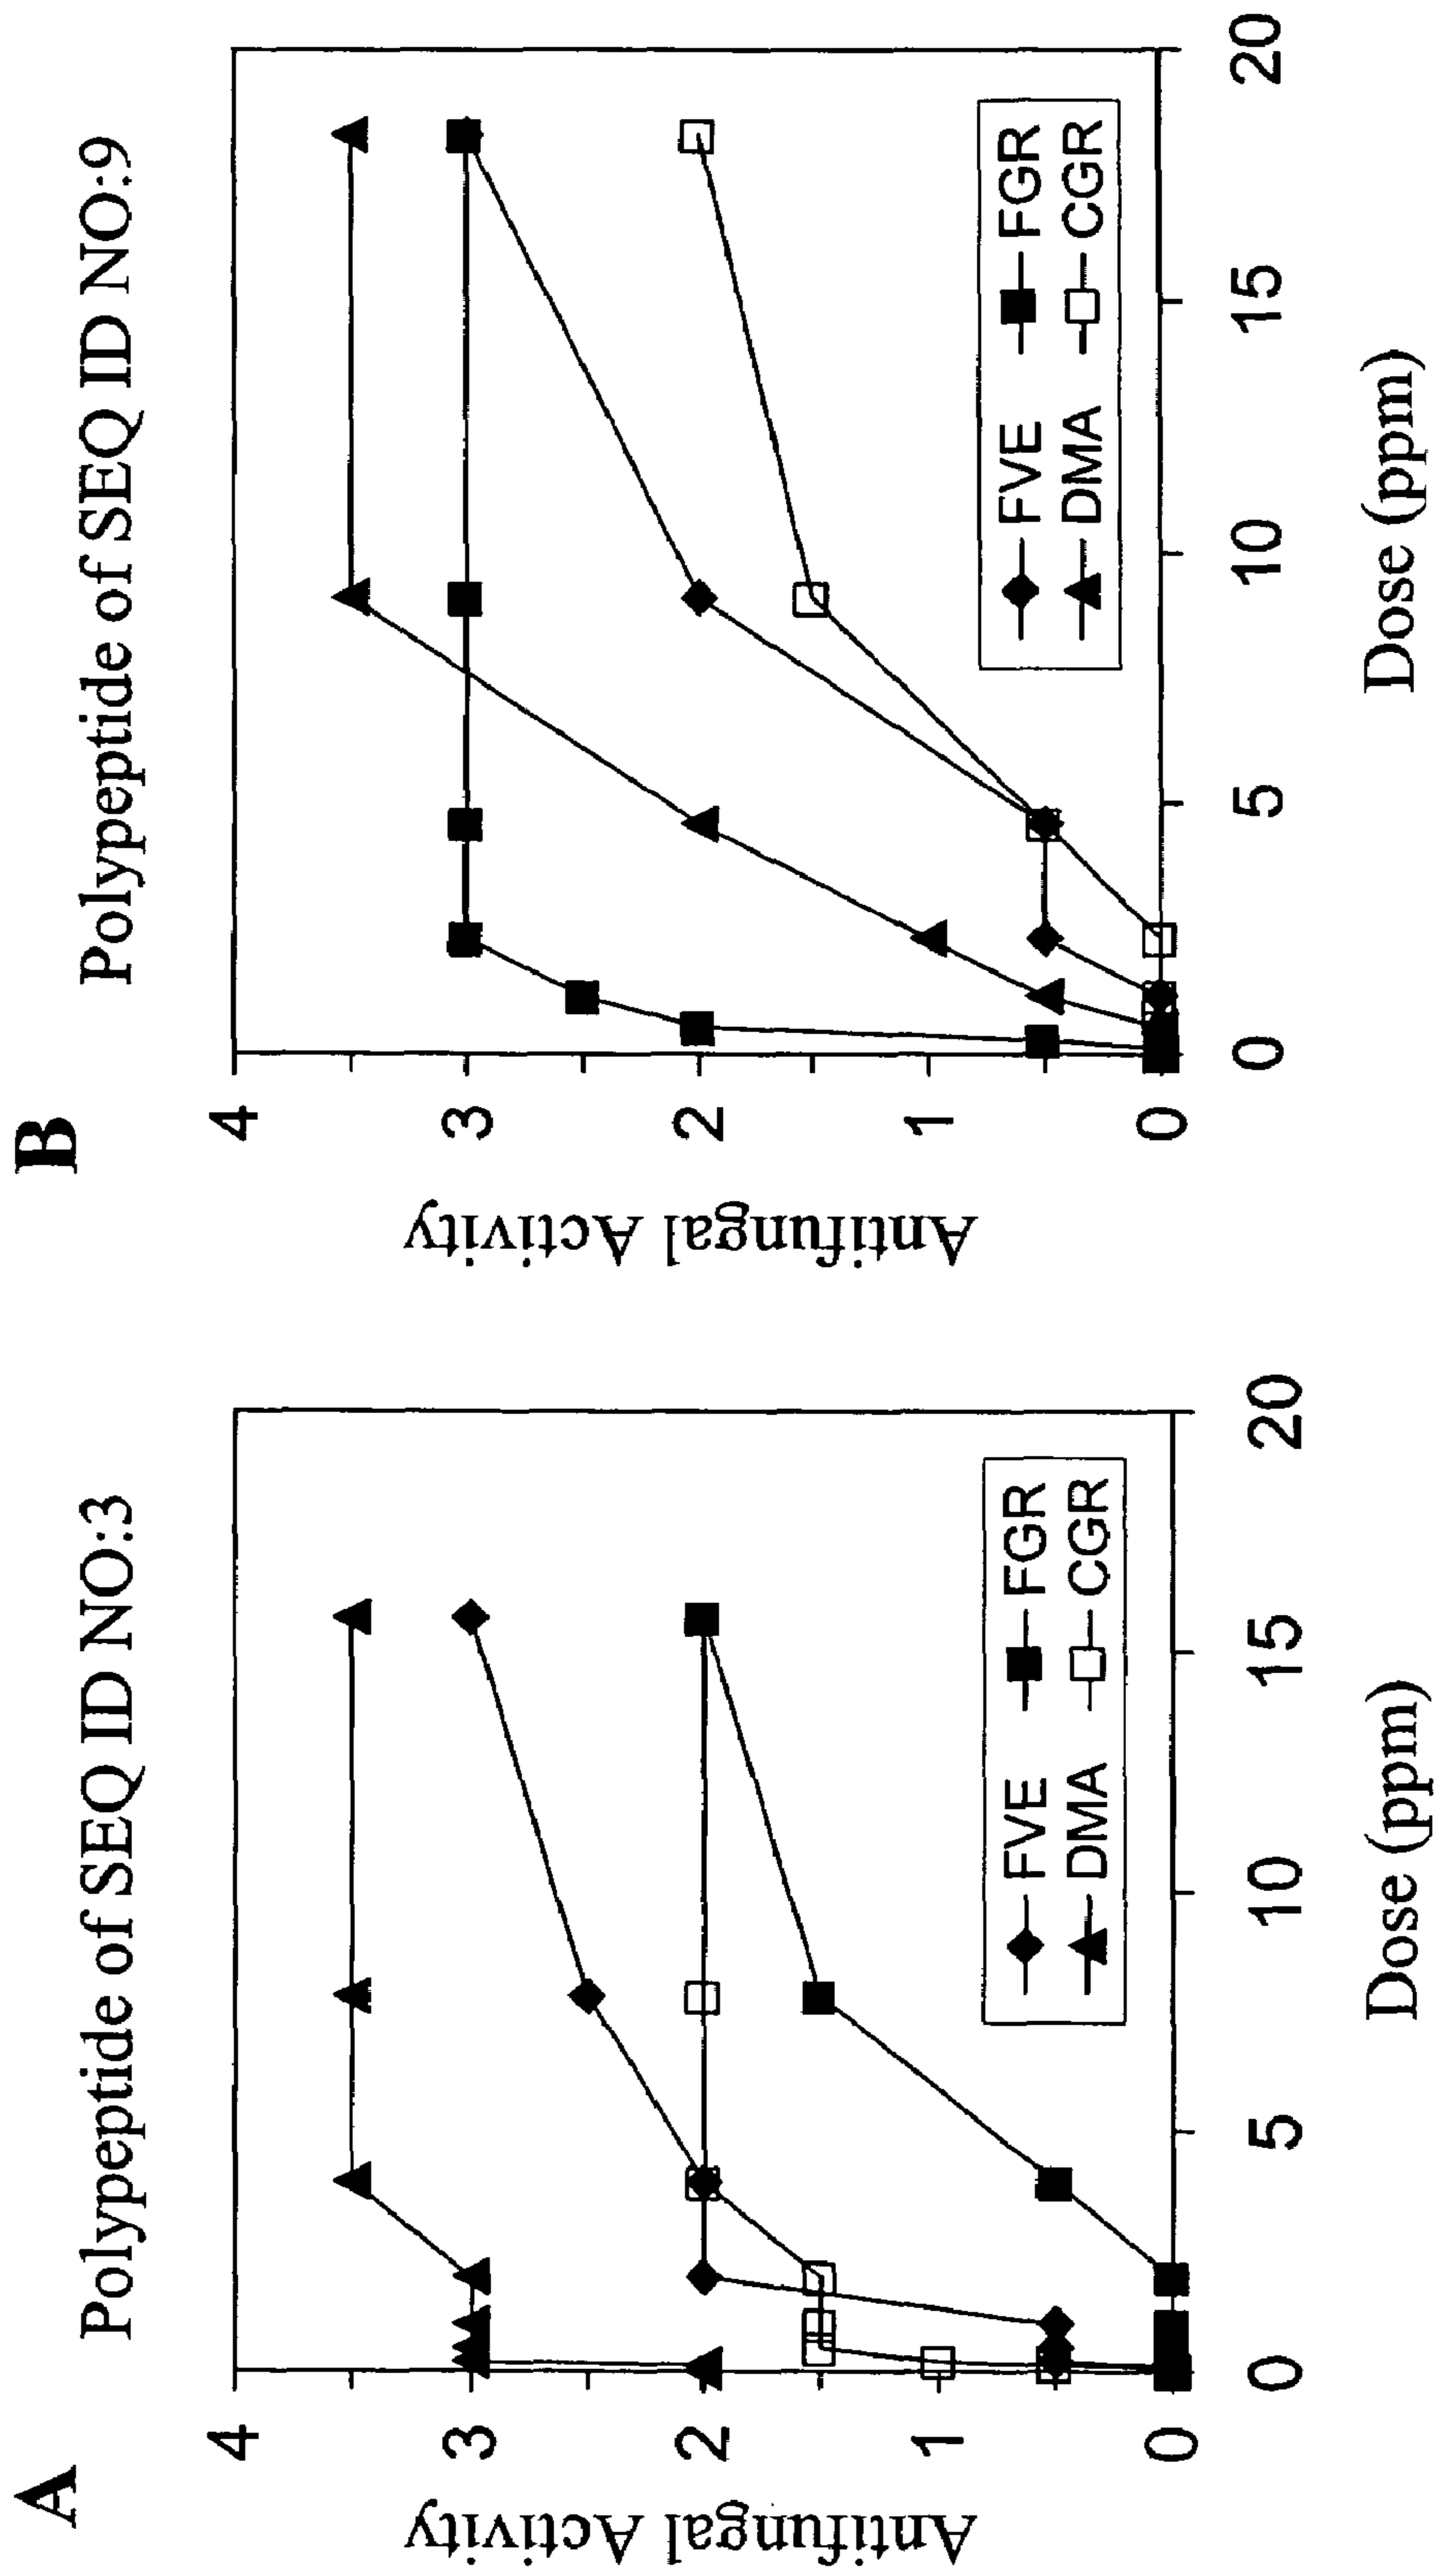 A
Polypeptide of SEQ ID NO:3
Antifungal Activity
4
3
2
1
0
FVE FGR
DMA CGR
0 5 10 15 20
Dose (ppm)
B
Polypeptide of SEQ ID NO:9
Antifungal Activity
4
3
2
1
0
FVE FGR
DMA CGR
0 5 10 15 20
Dose (ppm)